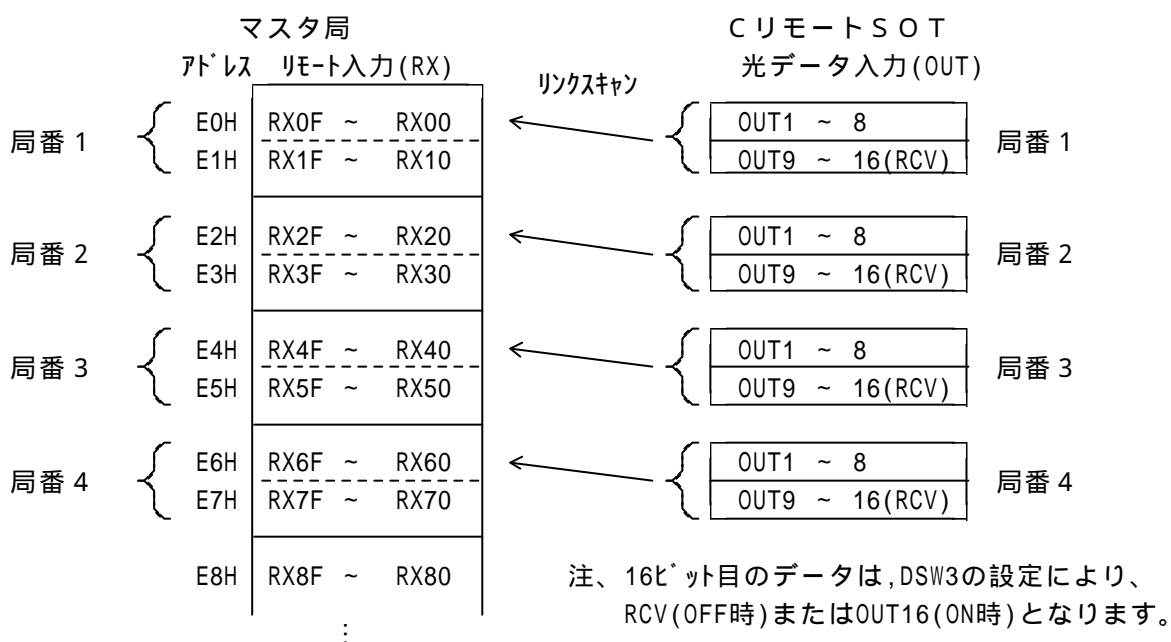 マスタ局 CリモートSOT
アドレス リモート入力(RX) リンクスキャン 光データ入力(OUT)
局番1 E0H RX0F ~ RX00 OUT1 ~ 8 局番1
E1H RX1F ~ RX10 OUT9 ~ 16(RCV)
局番2 E2H RX2F ~ RX20 OUT1 ~ 8 局番2
E3H RX3F ~ RX30 OUT9 ~ 16(RCV)
局番3 E4H RX4F ~ RX40 OUT1 ~ 8 局番3
E5H RX5F ~ RX50 OUT9 ~ 16(RCV)
局番4 E6H RX6F ~ RX60 OUT1 ~ 8 局番4
E7H RX7F ~ RX70 OUT9 ~ 16(RCV)
E8H RX8F ~ RX80 注、16ビット目のデータは,DSW3の設定により、
RCV(OFF時)またはOUT16(ON時)となります。